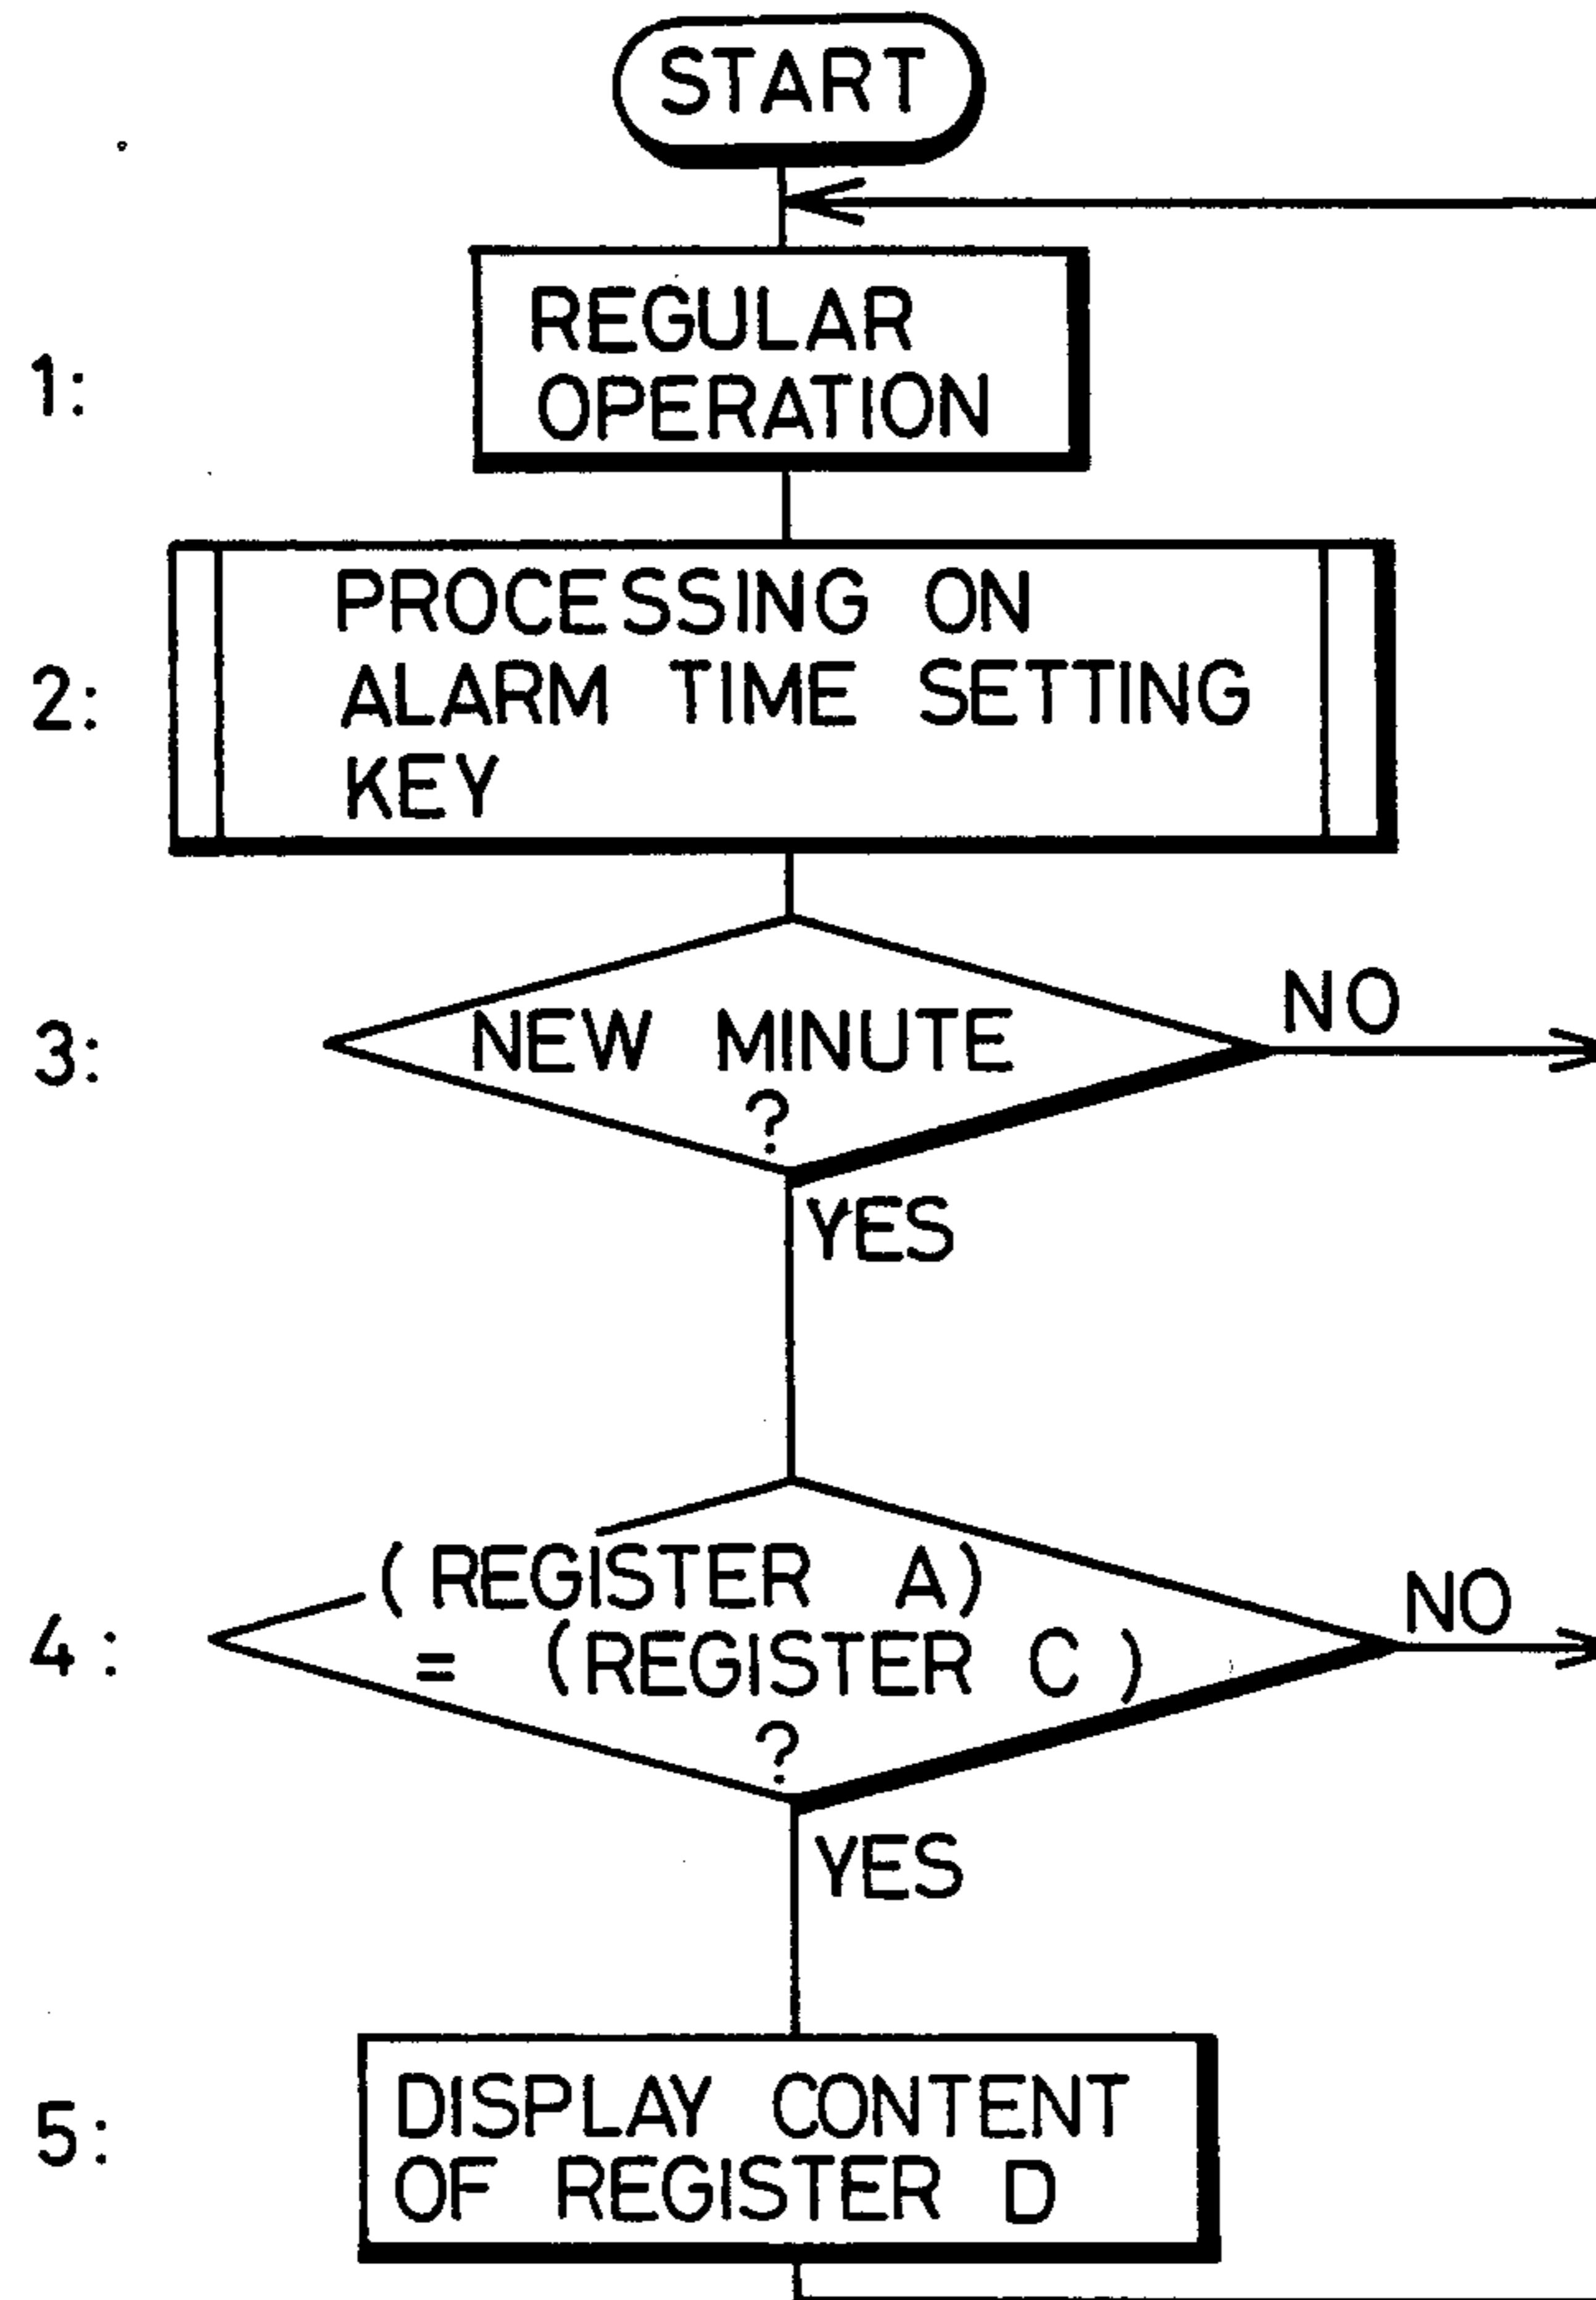 START
1:
REGULAR
OPERATION
2:
PROCESSING ON
ALARM TIME SETTING
KEY
3:
NEW MINUTE
?
NO
YES
4:
(REGISTER A)
= (REGISTER C)
?
NO
YES
5:
DISPLAY CONTENT
OF REGISTER D